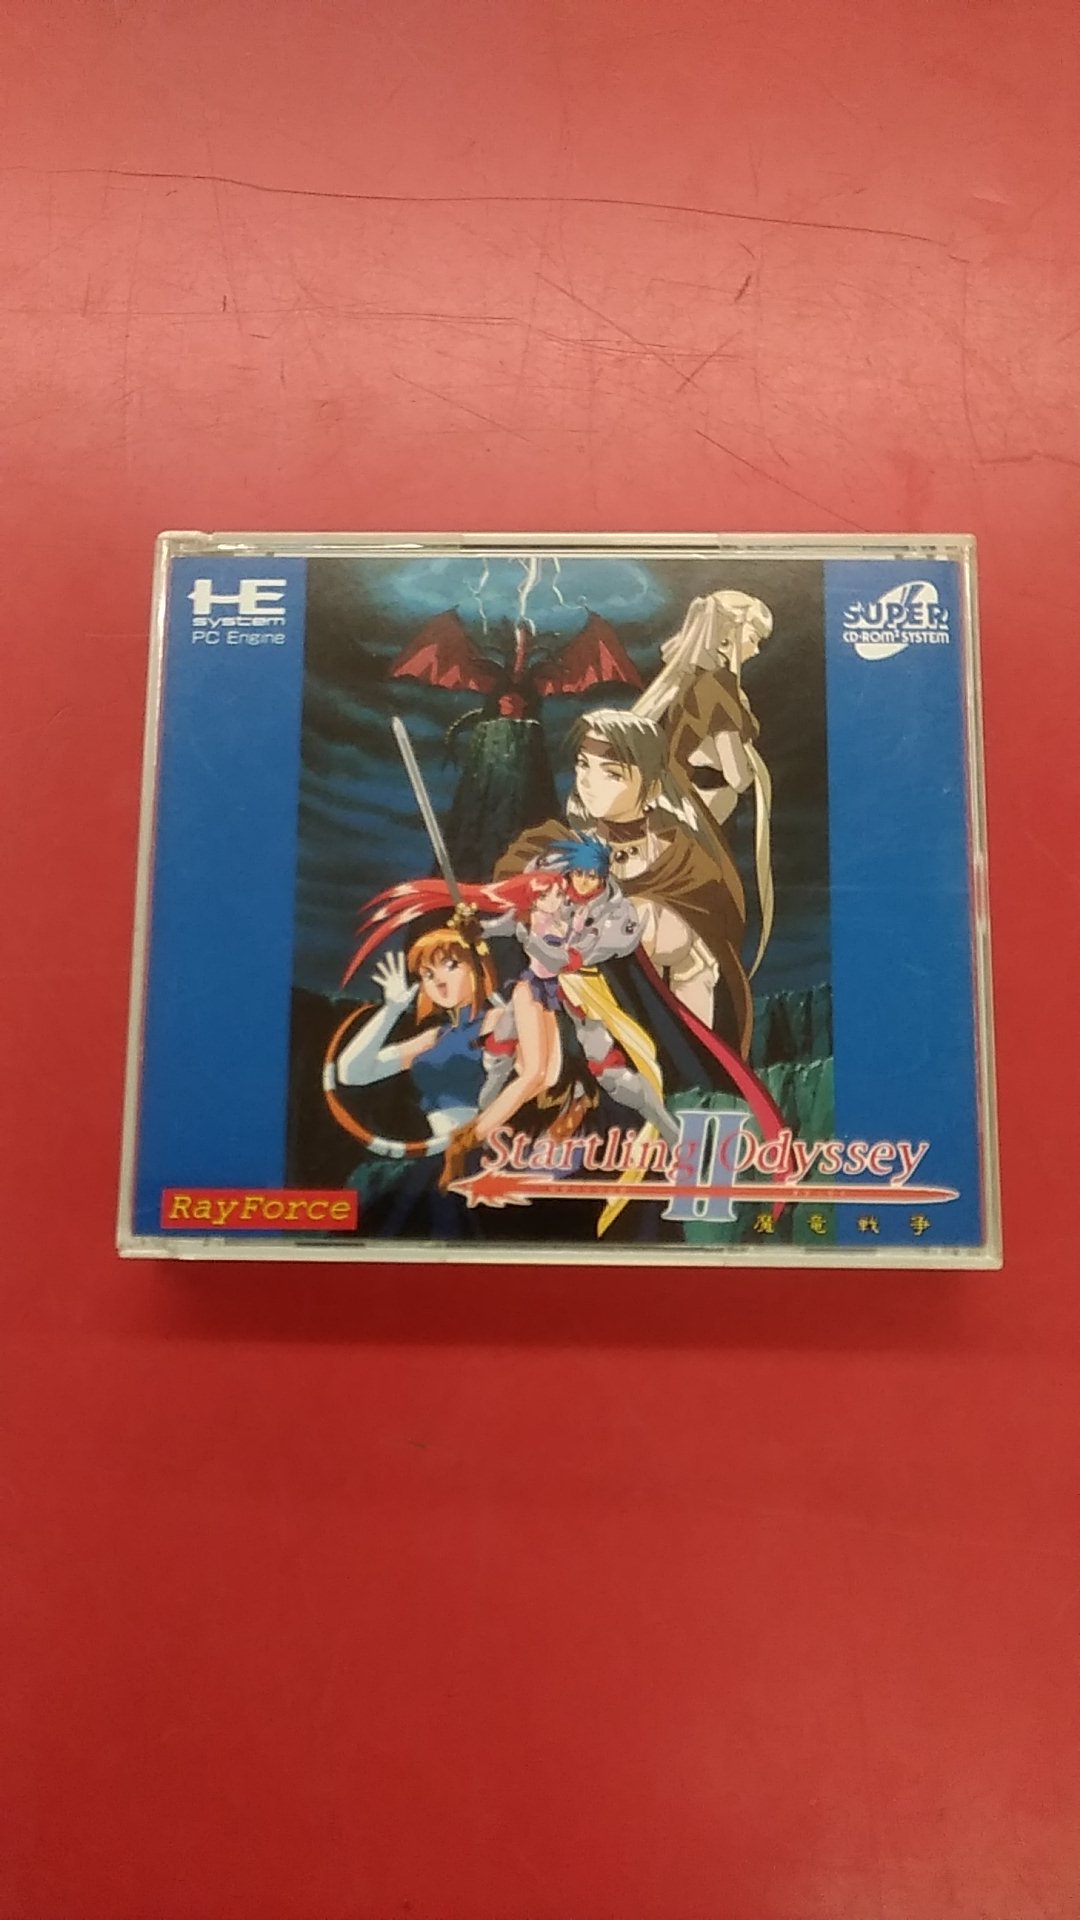 HE
system
PC Engine
SUPER
CD-ROM² SYSTEM
Startling II Odyssey
魔竜戦争
RayForce